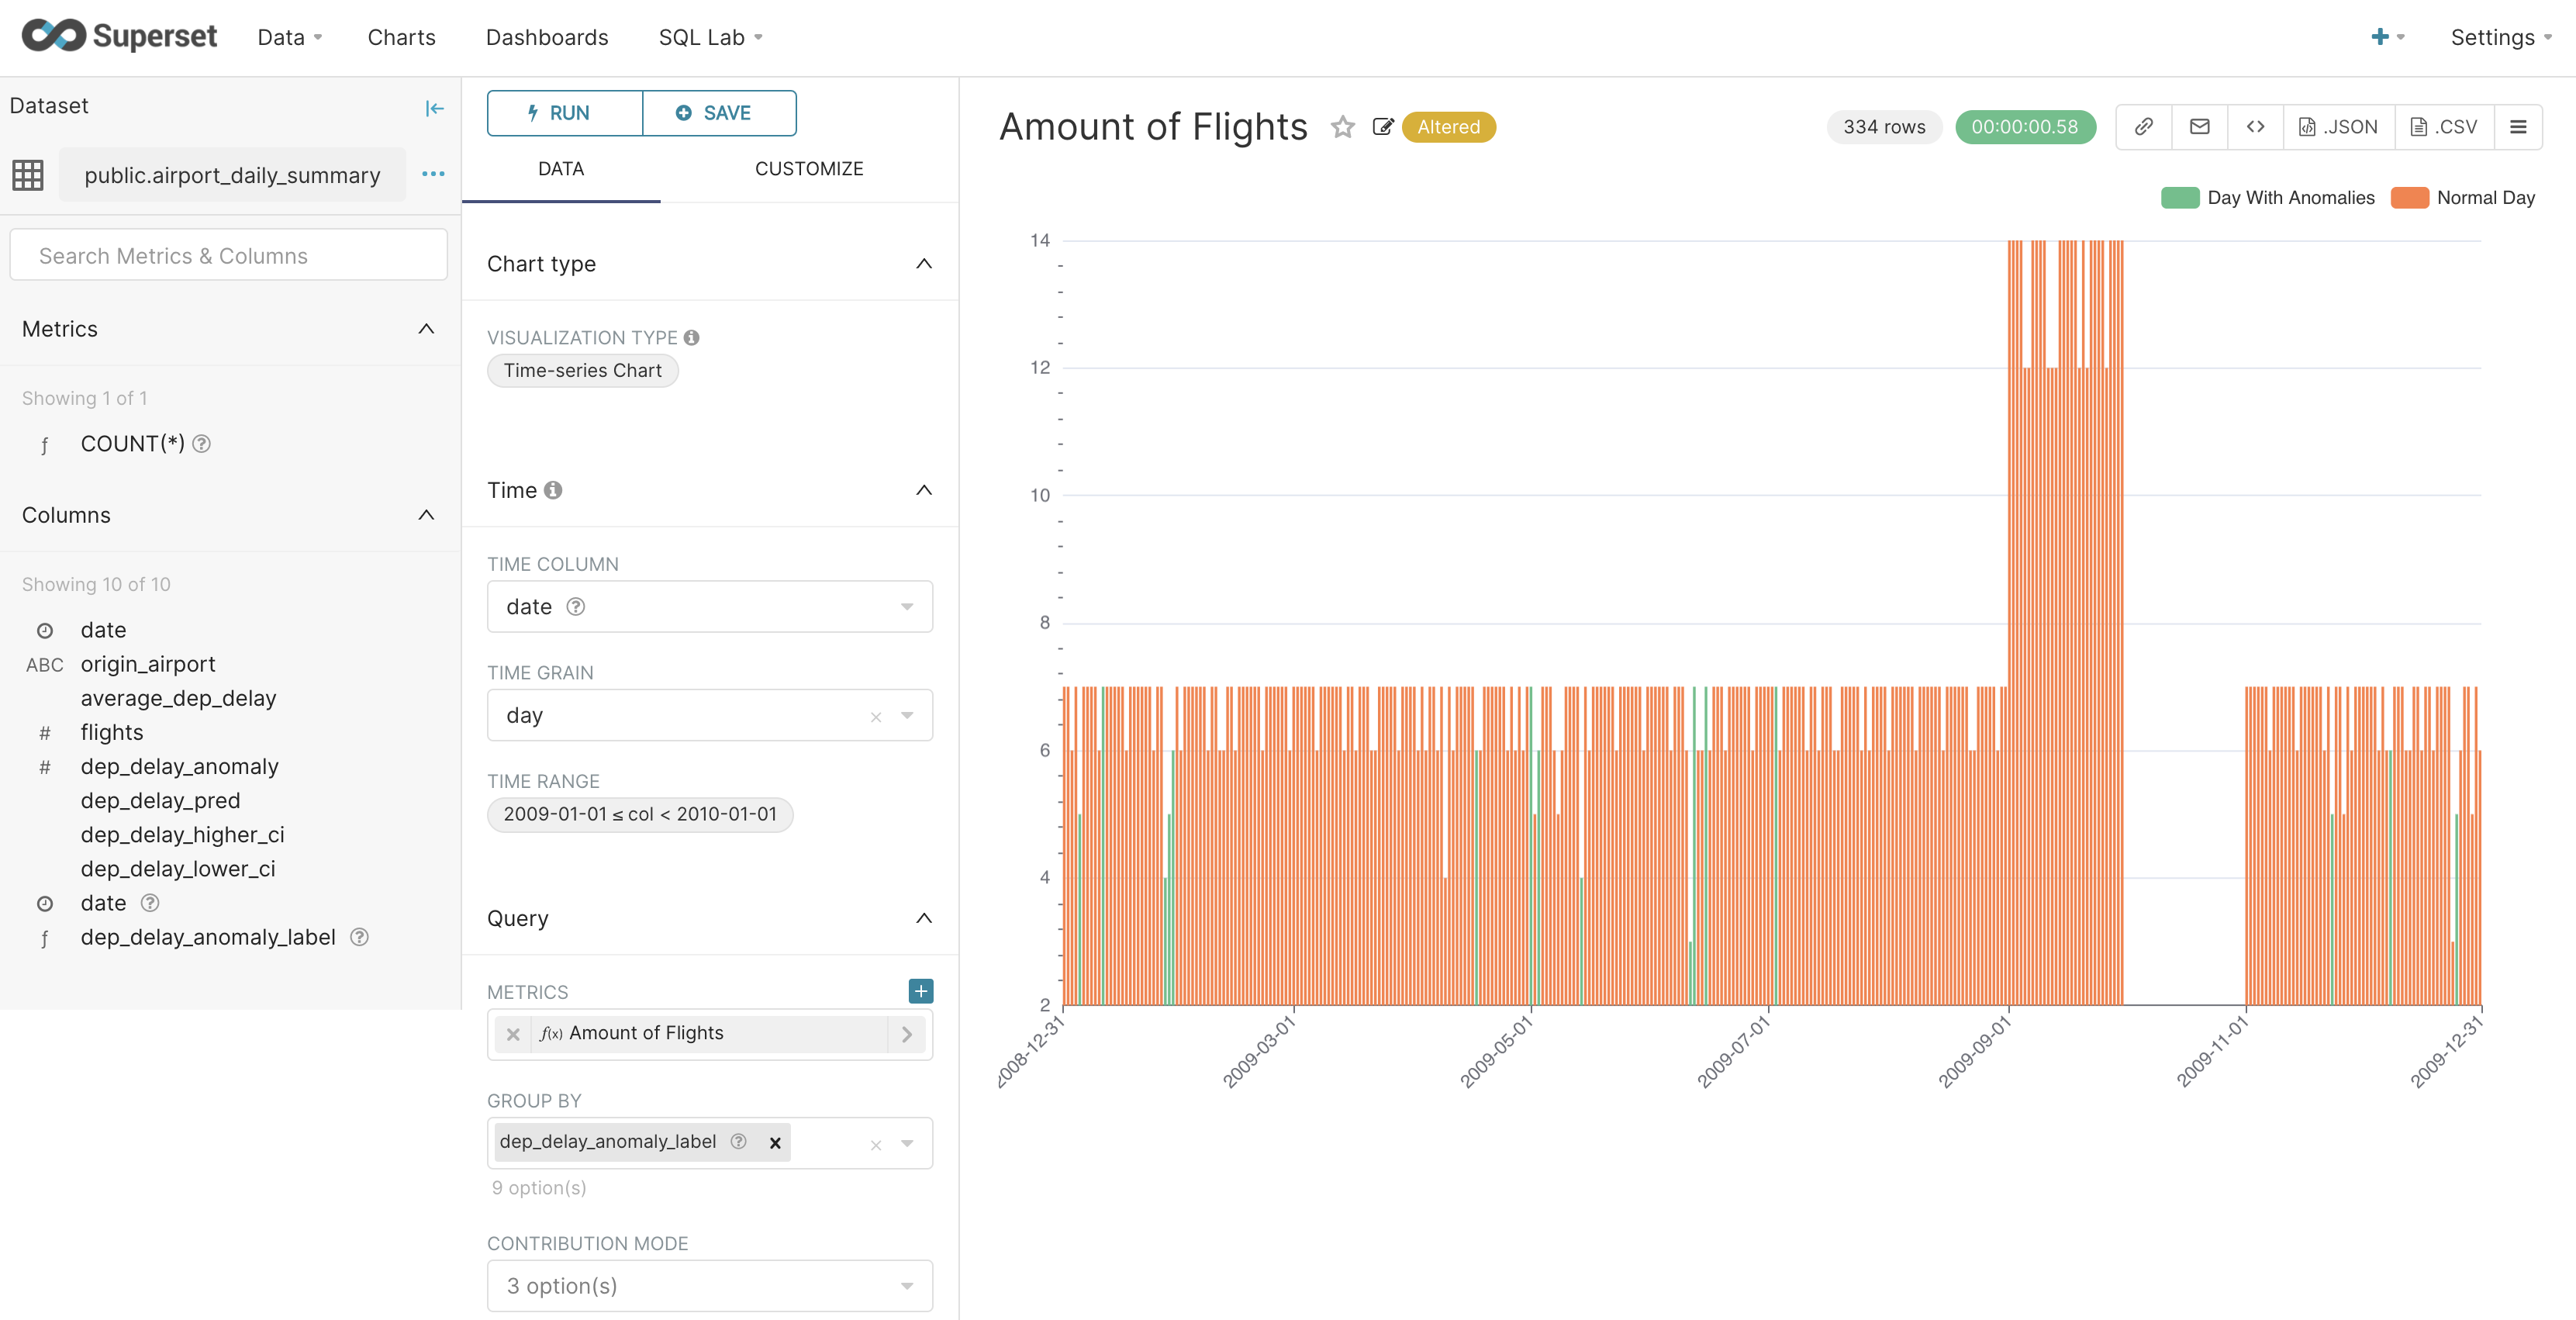 Superset Data Charts Dashboards SQL Lab Settings
Dataset
public.airport_daily_summary
Search Metrics & Columns
Metrics
Showing 1 of 1
ƒ COUNT(*)
Columns
Showing 10 of 10
date
ABC origin_airport
average_dep_delay
# flights
# dep_delay_anomaly
dep_delay_pred
dep_delay_higher_ci
dep_delay_lower_ci
date
ƒ dep_delay_anomaly_label
RUN SAVE
DATA CUSTOMIZE
Chart type
VISUALIZATION TYPE
Time-series Chart
Time
TIME COLUMN
date
TIME GRAIN
day
TIME RANGE
2009-01-01 ≤ col < 2010-01-01
Query
METRICS
ƒ(x) Amount of Flights
GROUP BY
dep_delay_anomaly_label
9 option(s)
CONTRIBUTION MODE
3 option(s)
Amount of Flights Altered 334 rows 00:00:00.58 .JSON .CSV
Day With Anomalies Normal Day
14
12
10
8
6
4
2
2008-12-31 2009-03-01 2009-05-01 2009-07-01 2009-09-01 2009-11-01 2009-12-31